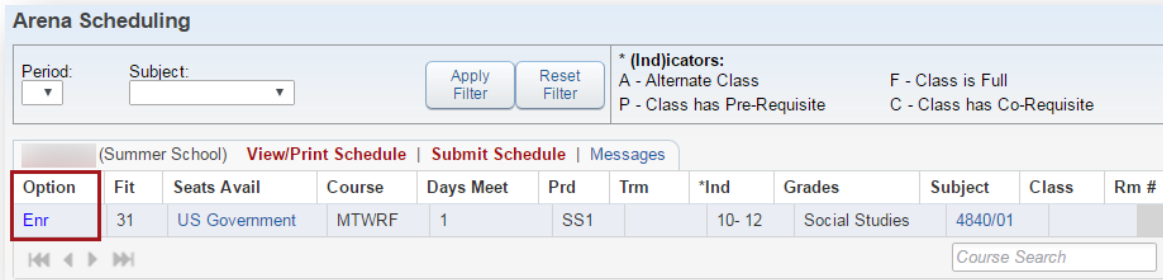 Arena Scheduling
Period: Subject: Apply Filter Reset Filter
* (Ind)icators:
A - Alternate Class F - Class is Full
P - Class has Pre-Requisite C - Class has Co-Requisite
(Summer School) View/Print Schedule | Submit Schedule | Messages
Option Fit Seats Avail Course Days Meet Prd Trm *Ind Grades Subject Class Rm #
Enr 31 US Government MTWRF 1 SS1 10- 12 Social Studies 4840/01
Course Search